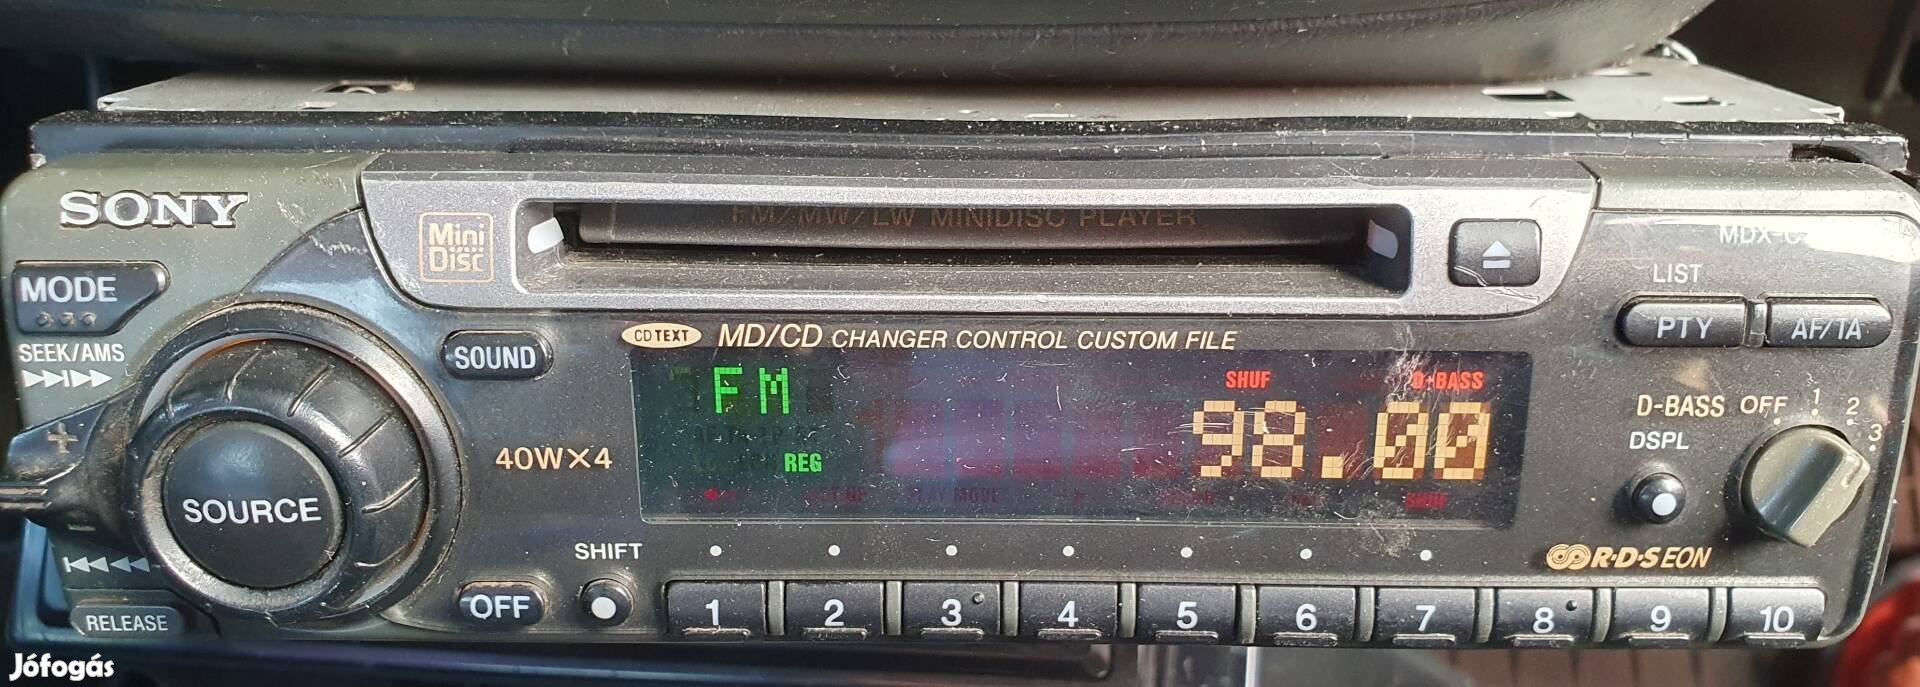 FM/MW/LW MINIDISC PLAYER
SONY
Mini Disc
MODE
SEEK/AMS
SOUND
SOURCE
RELEASE
OFF
SHIFT
40W×4
CD TEXT MD/CD CHANGER CONTROL CUSTOM FILE
FM
REG
SHUF
D-BASS
98.00
LIST
PTY
AF/TA
D-BASS OFF 1 2 3
DSPL
R·D·S EON
1 2 3 4 5 6 7 8 9 10
Jófogás